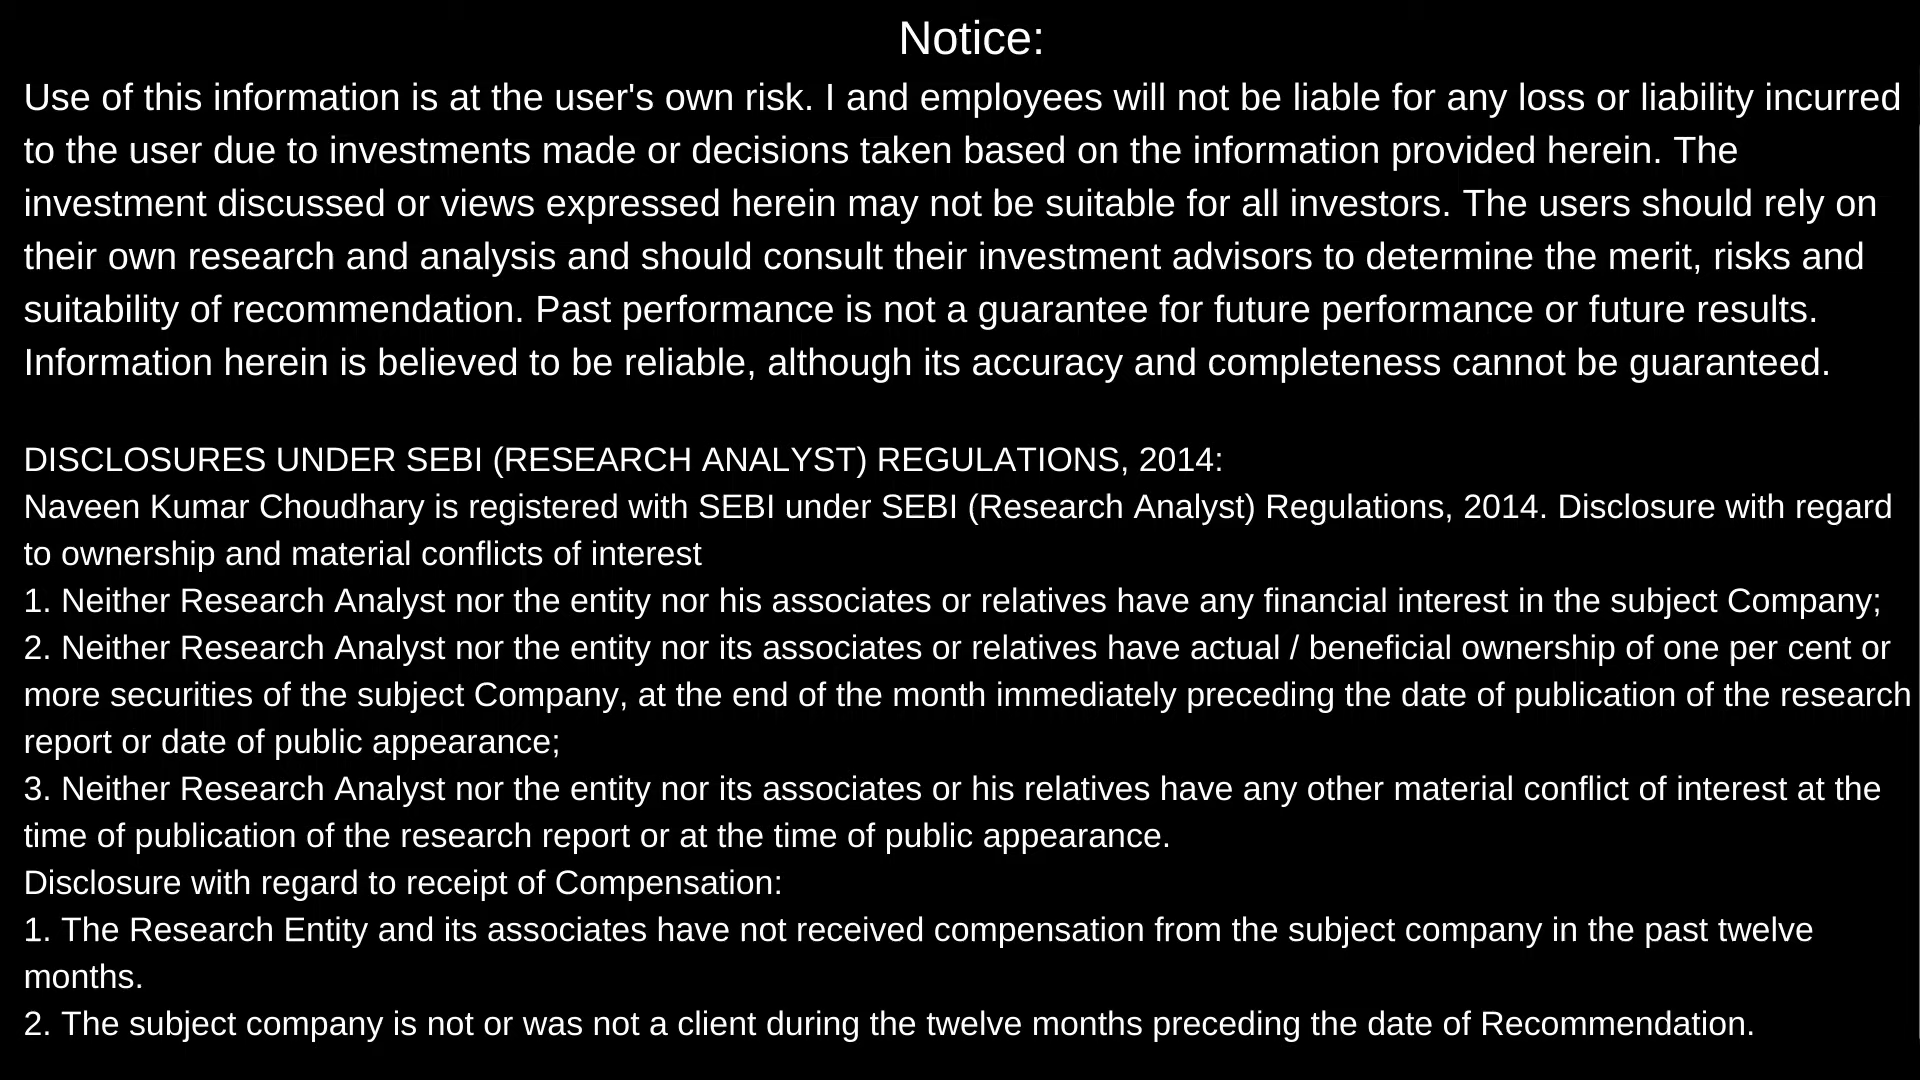 Notice:
Use of this information is at the user's own risk. I and employees will not be liable for any loss or liability incurred
to the user due to investments made or decisions taken based on the information provided herein. The
investment discussed or views expressed herein may not be suitable for all investors. The users should rely on
their own research and analysis and should consult their investment advisors to determine the merit, risks and
suitability of recommendation. Past performance is not a guarantee for future performance or future results.
Information herein is believed to be reliable, although its accuracy and completeness cannot be guaranteed.
DISCLOSURES UNDER SEBI (RESEARCH ANALYST) REGULATIONS, 2014:
Naveen Kumar Choudhary is registered with SEBI under SEBI (Research Analyst) Regulations, 2014. Disclosure with regard
to ownership and material conflicts of interest
1. Neither Research Analyst nor the entity nor his associates or relatives have any financial interest in the subject Company;
2. Neither Research Analyst nor the entity nor its associates or relatives have actual / beneficial ownership of one per cent or
more securities of the subject Company, at the end of the month immediately preceding the date of publication of the research
report or date of public appearance;
3. Neither Research Analyst nor the entity nor its associates or his relatives have any other material conflict of interest at the
time of publication of the research report or at the time of public appearance.
Disclosure with regard to receipt of Compensation:
1. The Research Entity and its associates have not received compensation from the subject company in the past twelve
months.
2. The subject company is not or was not a client during the twelve months preceding the date of Recommendation.